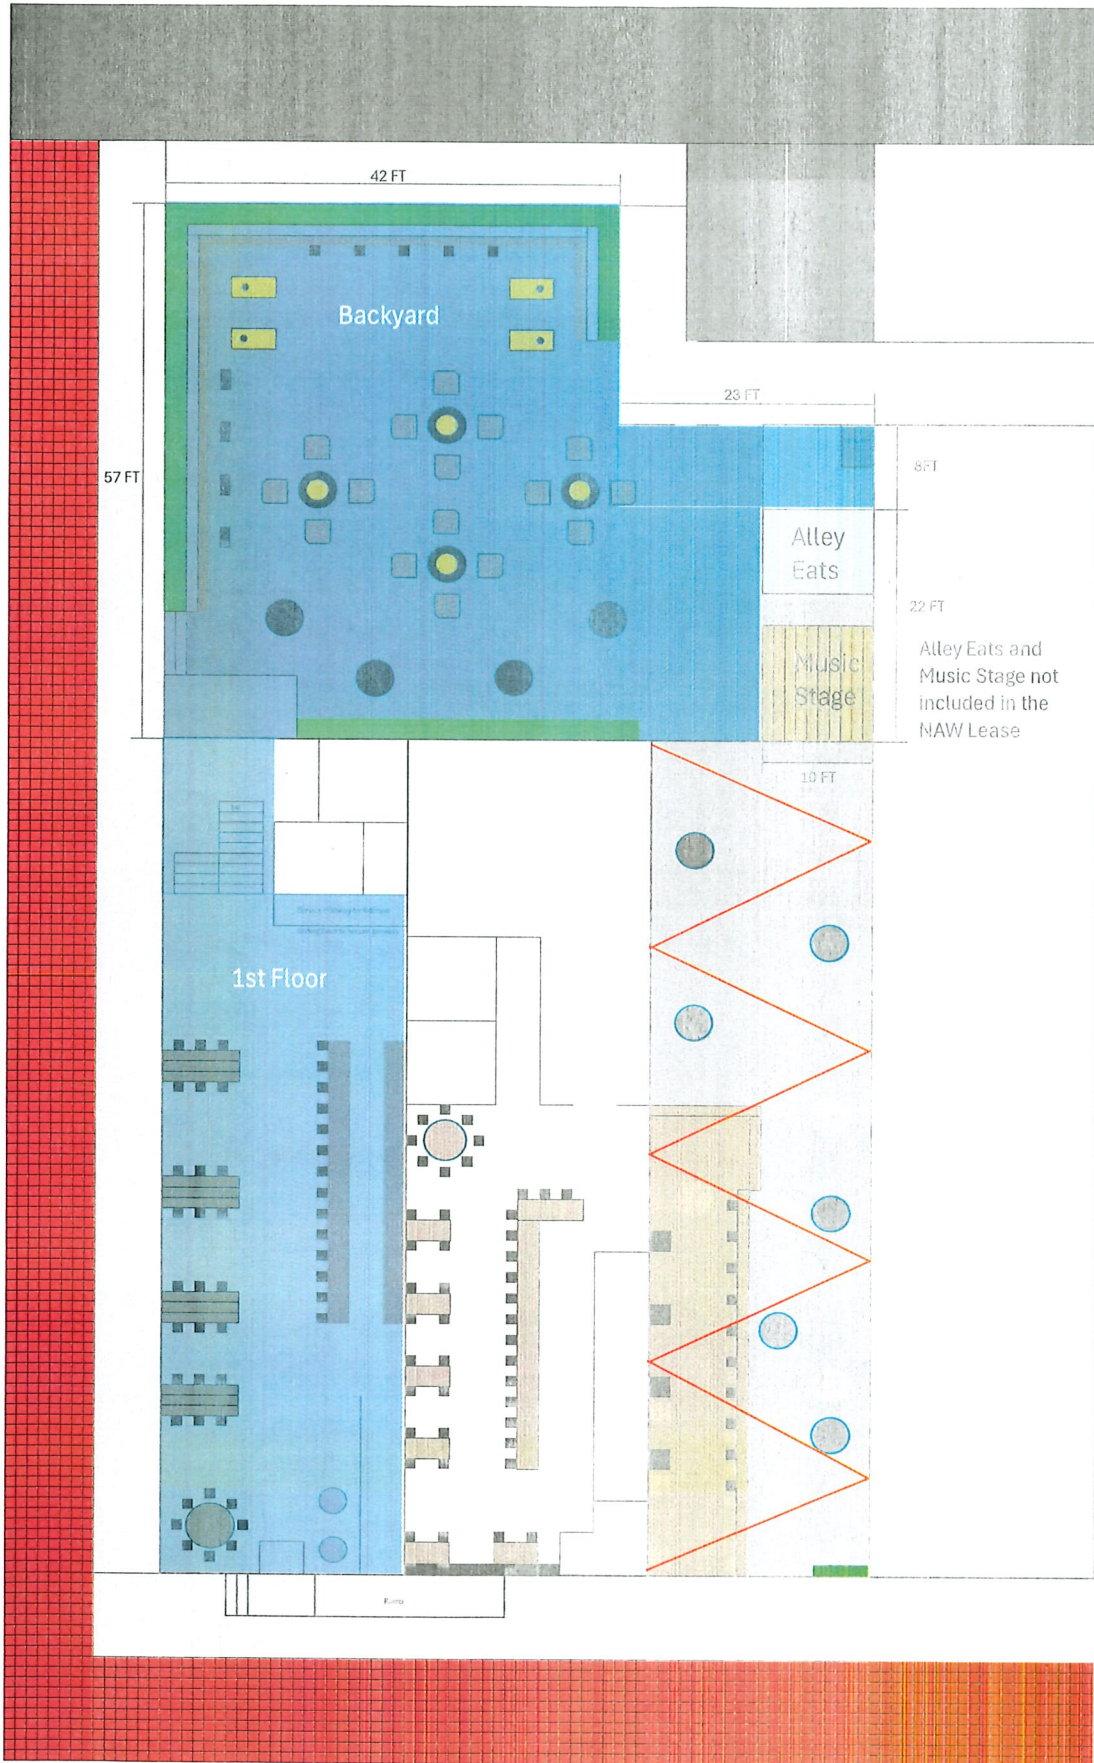 42 FT
Backyard
23 FT
57 FT
8FT
Alley
Eats
22 FT
Music
Stage
Alley Eats and
Music Stage not
included in the
NAW Lease
10 FT
1st Floor
Ramp